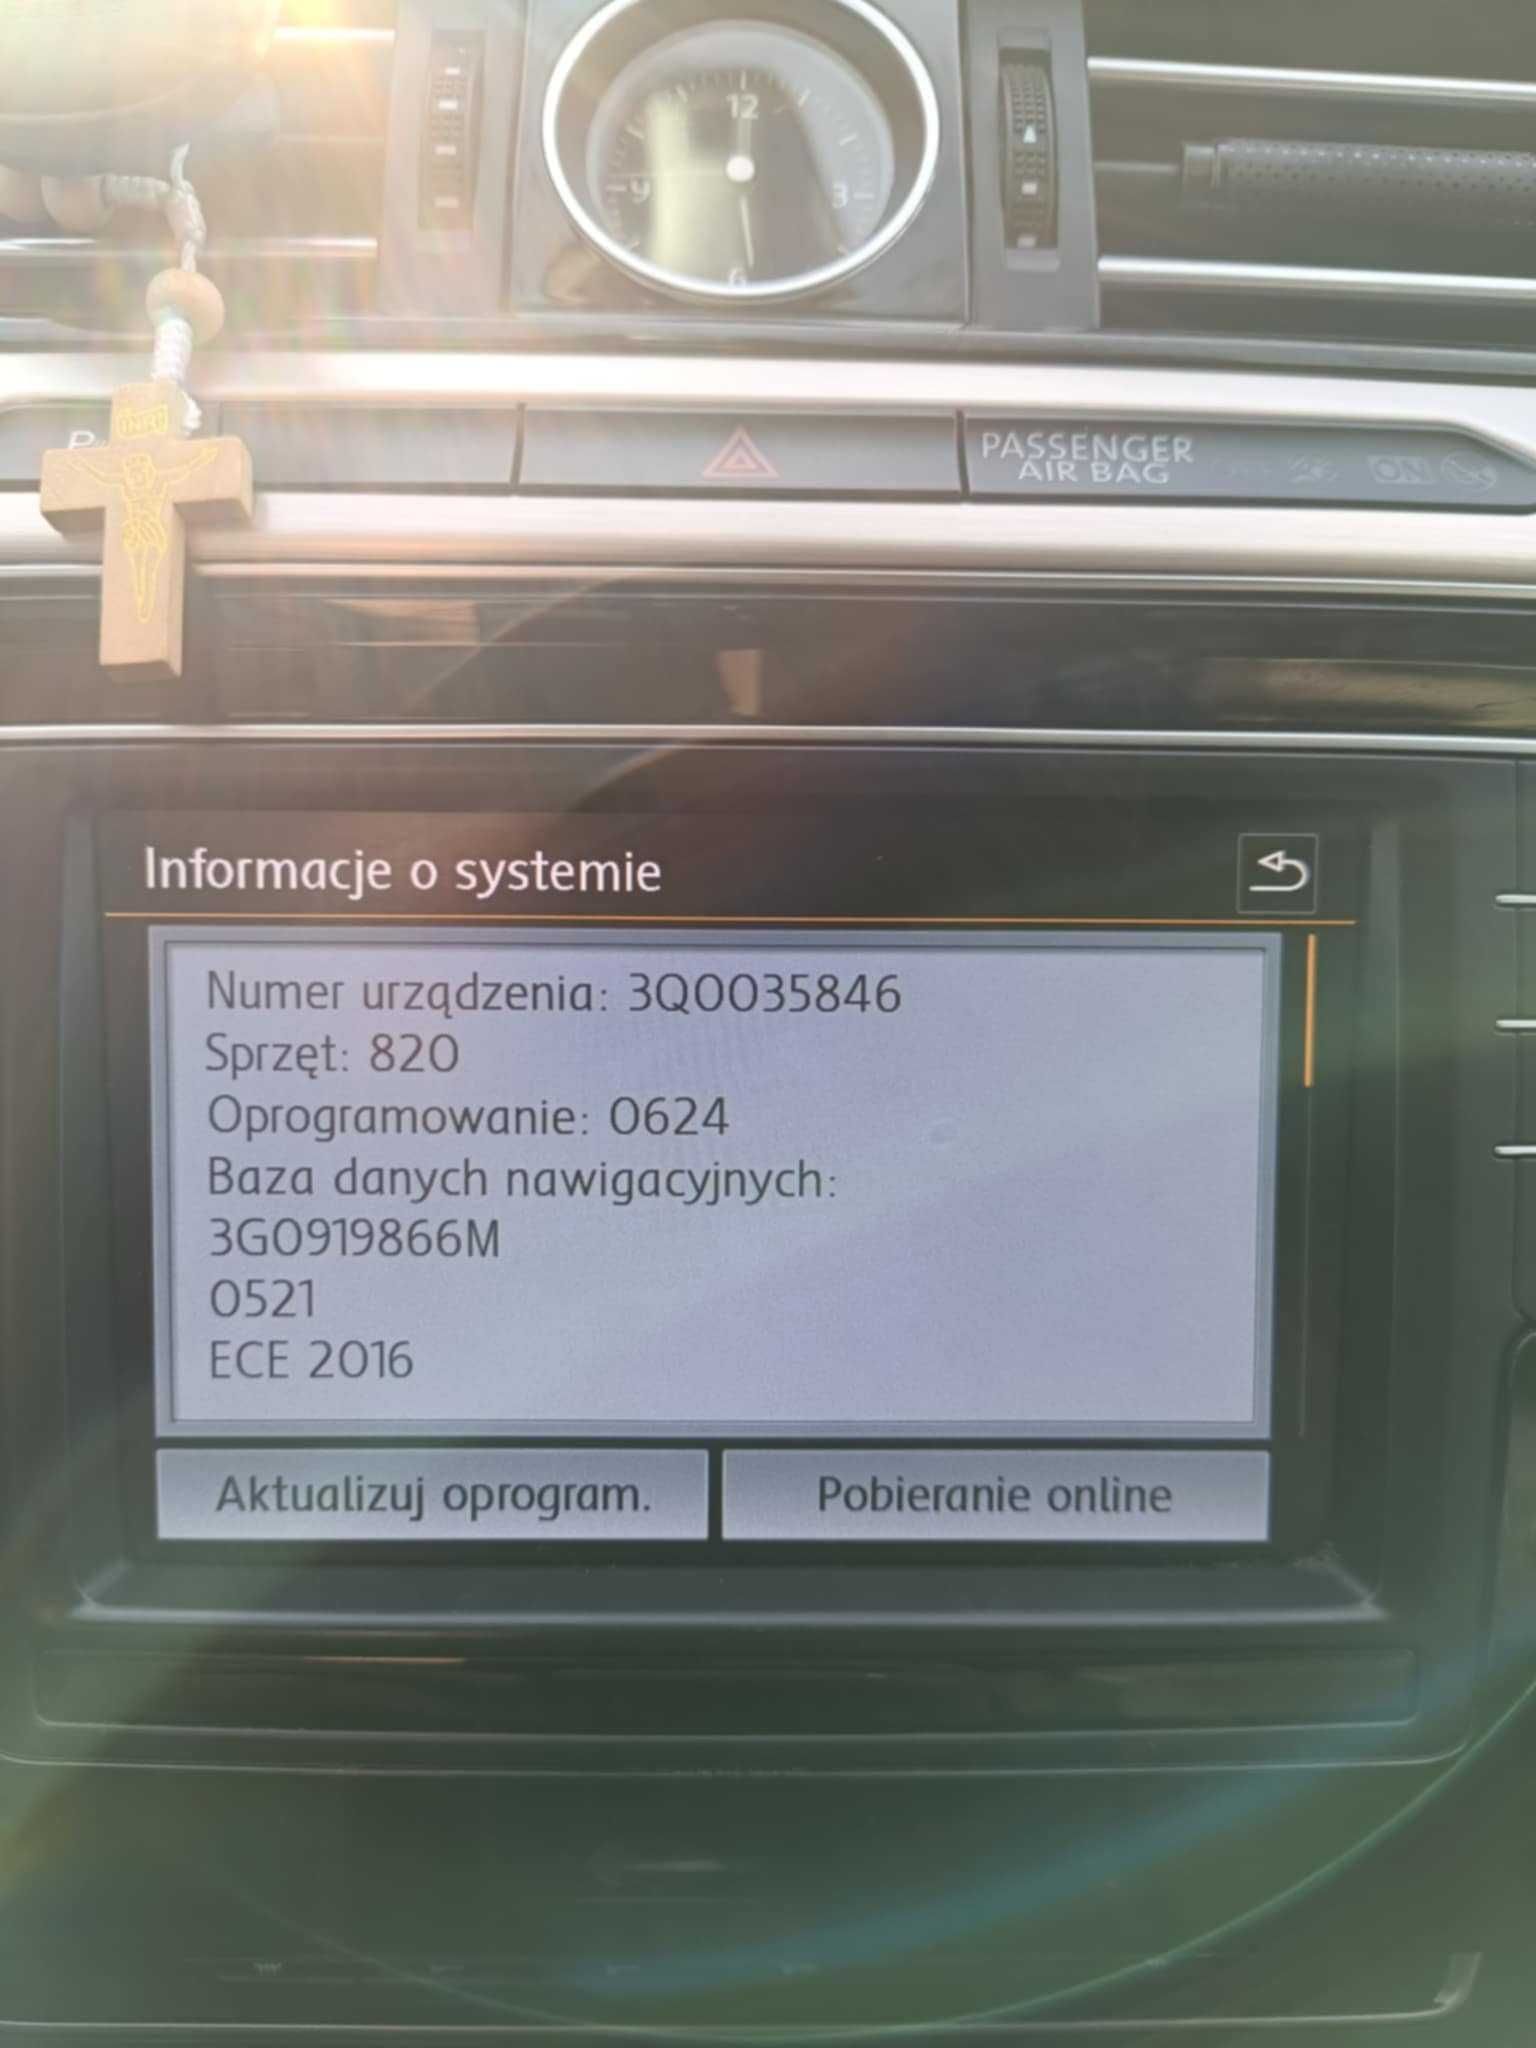 12
9
3
6
INRI
PASSENGER
AIR BAG
ON
Informacje o systemie
Numer urządzenia: 3Q0035846
Sprzęt: 820
Oprogramowanie: 0624
Baza danych nawigacyjnych:
3G0919866M
0521
ECE 2016
Aktualizuj oprogram.
Pobieranie online